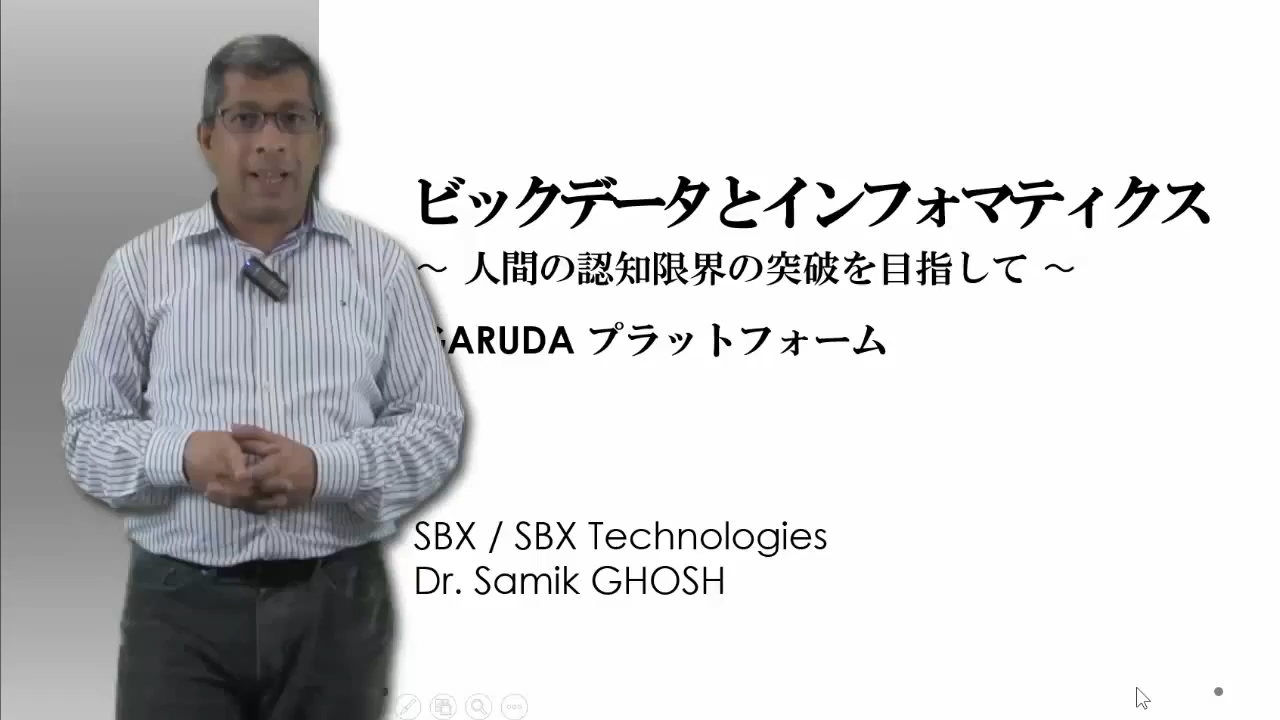 ビックデータとインフォマティクス
～ 人間の認知限界の突破を目指して ～
GARUDA プラットフォーム
SBX / SBX Technologies
Dr. Samik GHOSH